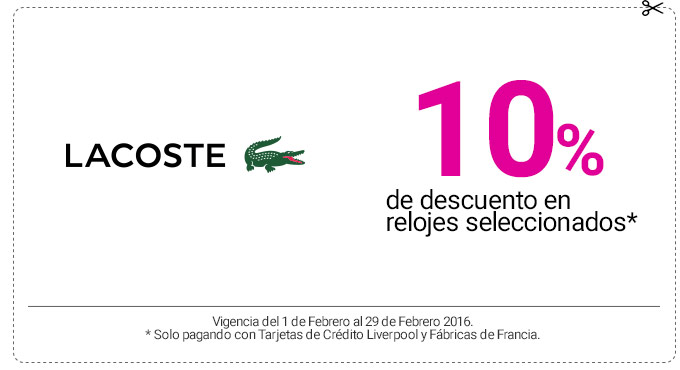 LACOSTE
10%
de descuento en
relojes seleccionados*
Vigencia del 1 de Febrero al 29 de Febrero 2016.
* Solo pagando con Tarjetas de Crédito Liverpool y Fábricas de Francia.